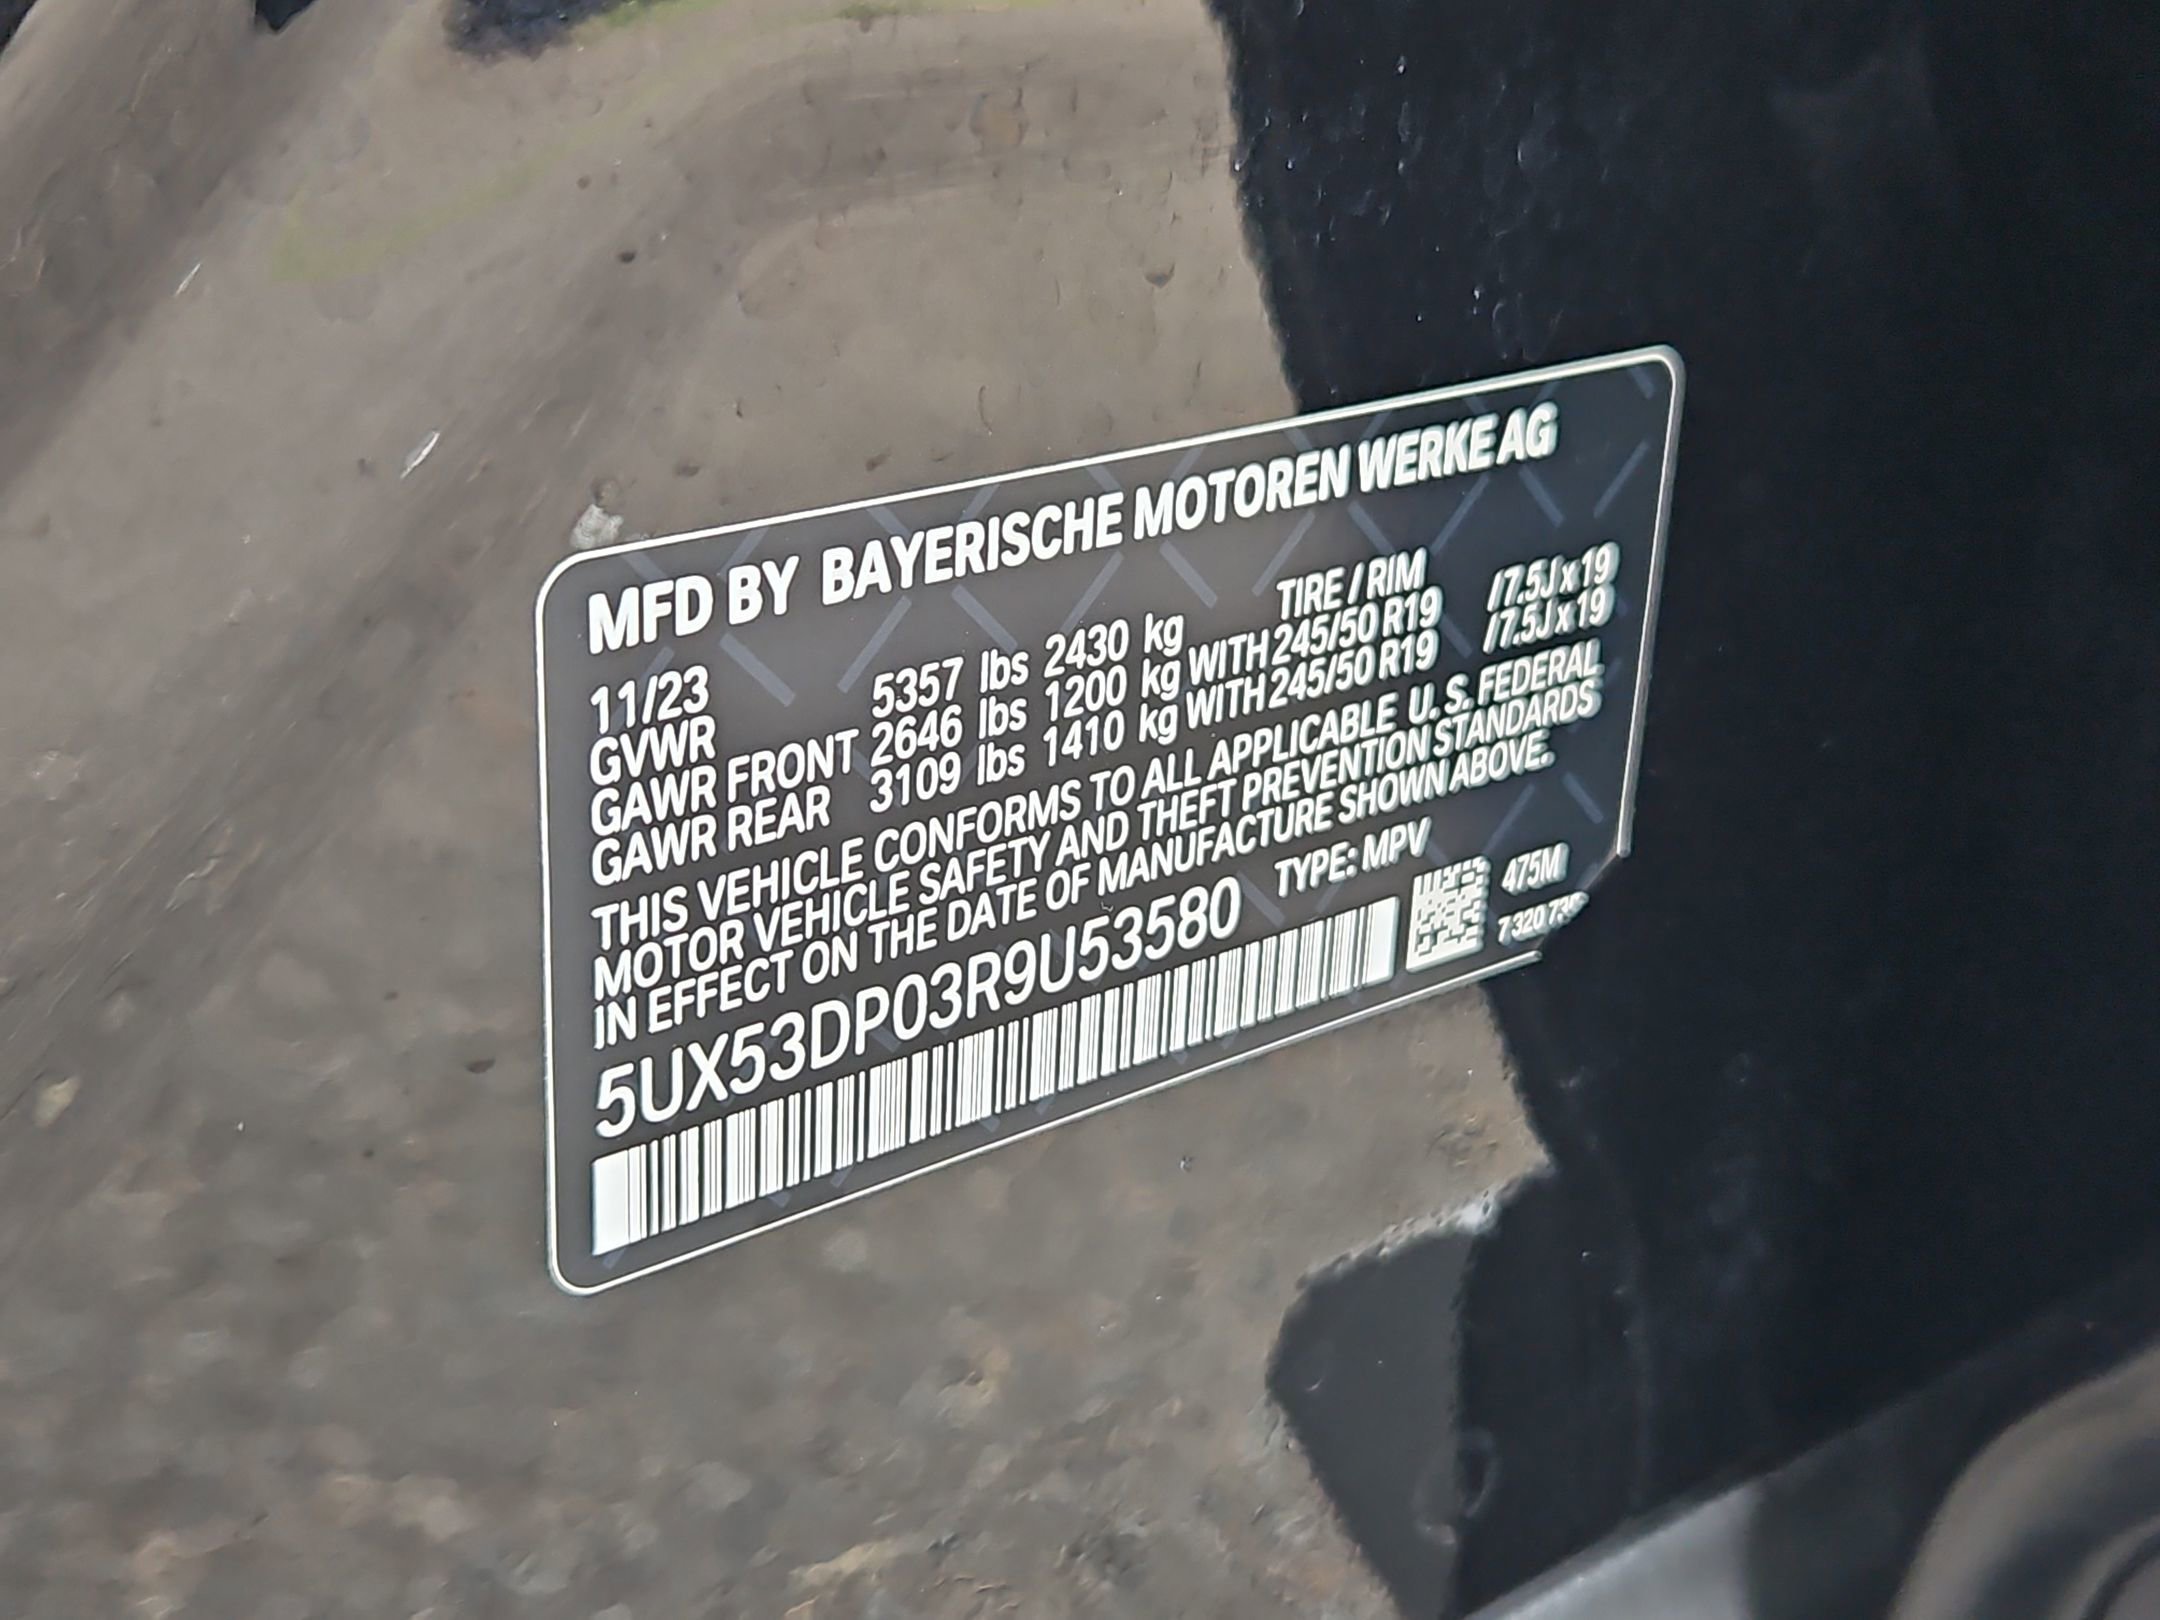 MFD BY BAYERISCHE MOTOREN WERKE AG
11/23 TIRE / RIM
GVWR 5357 lbs 2430 kg
GAWR FRONT 2646 lbs 1200 kg WITH 245/50 R19 /7.5J x 19
GAWR REAR 3109 lbs 1410 kg WITH 245/50 R19 /7.5J x 19
THIS VEHICLE CONFORMS TO ALL APPLICABLE U. S. FEDERAL
MOTOR VEHICLE SAFETY AND THEFT PREVENTION STANDARDS
IN EFFECT ON THE DATE OF MANUFACTURE SHOWN ABOVE.
5UX53DP03R9U53580 TYPE: MPV
475M
7 320